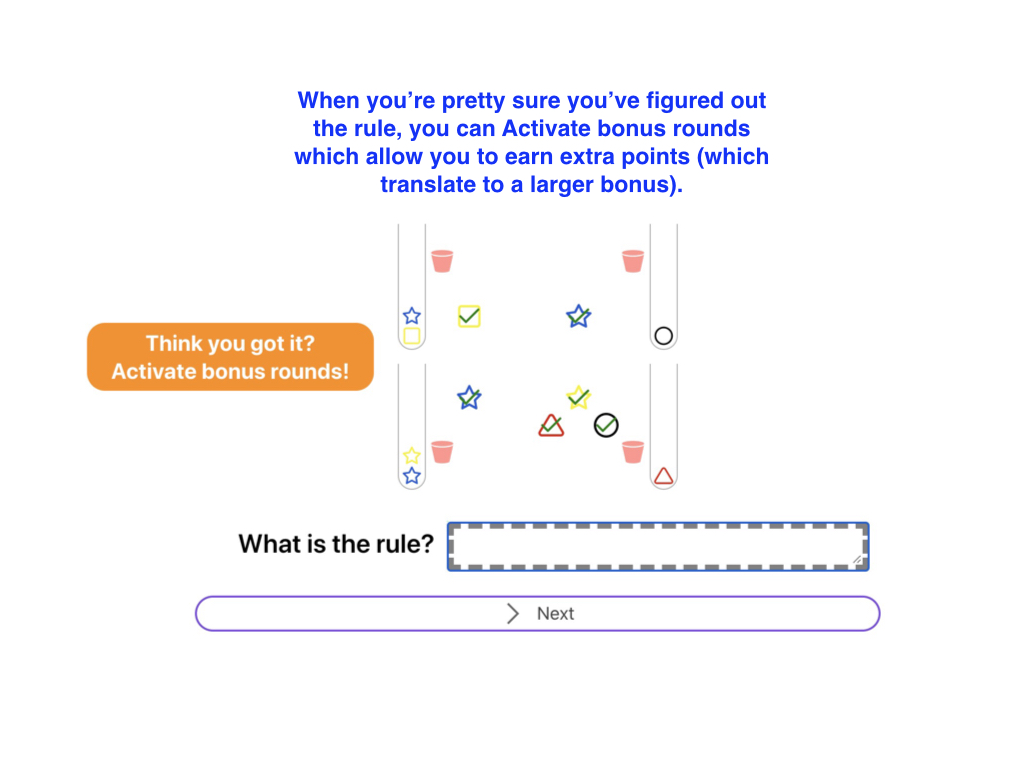 When you're pretty sure you've figured out
the rule, you can Activate bonus rounds
which allow you to earn extra points (which
translate to a larger bonus).
Think you got it?
Activate bonus rounds!
What is the rule?
Next